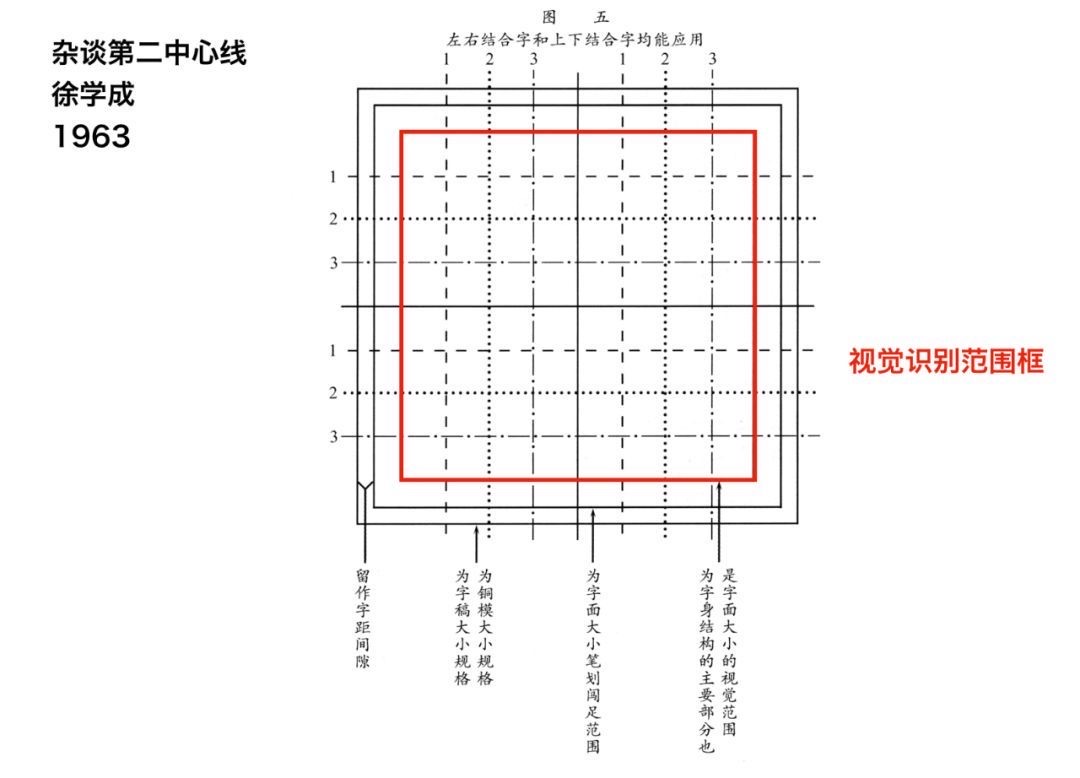 杂谈第二中心线
徐学成
1963
图 五
左右结合字和上下结合字均能应用
1 2 3 1 2 3
1
2
3
1
2
3
视觉识别范围框
留作字距间隙
为铜模大小规格
为字稿大小规格
为字面大小笔划闯足范围
是字面大小的视觉范围
为字身结构的主要部分也